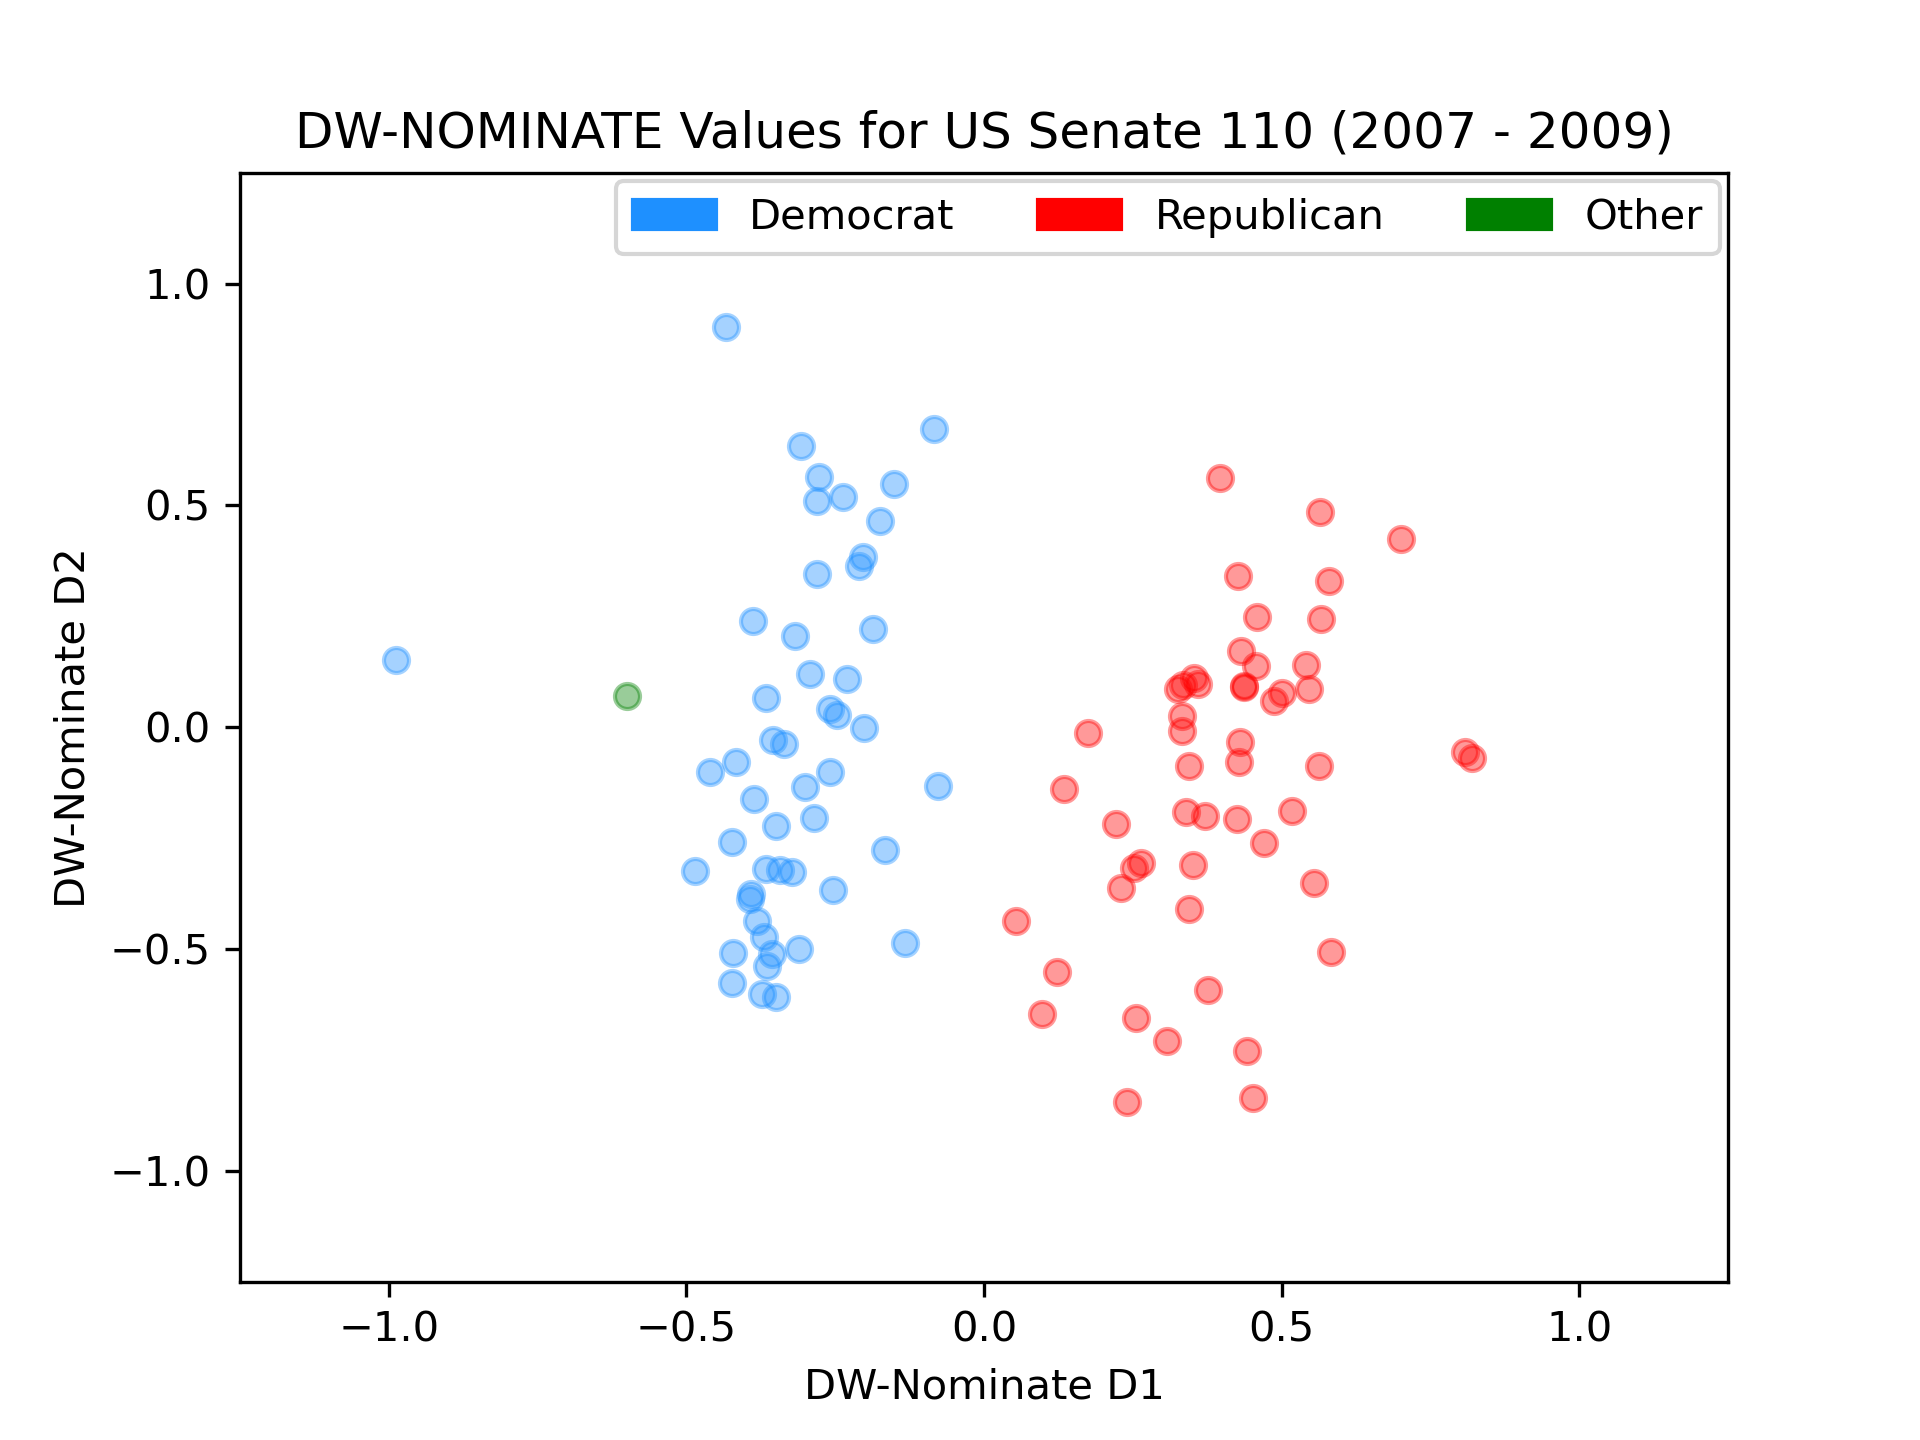 DW-NOMINATE Values for US Senate 110 (2007 - 2009)
Democrat Republican Other
1.0
0.5
0.0
−0.5
−1.0
DW-Nominate D2
−1.0 −0.5 0.0 0.5 1.0
DW-Nominate D1